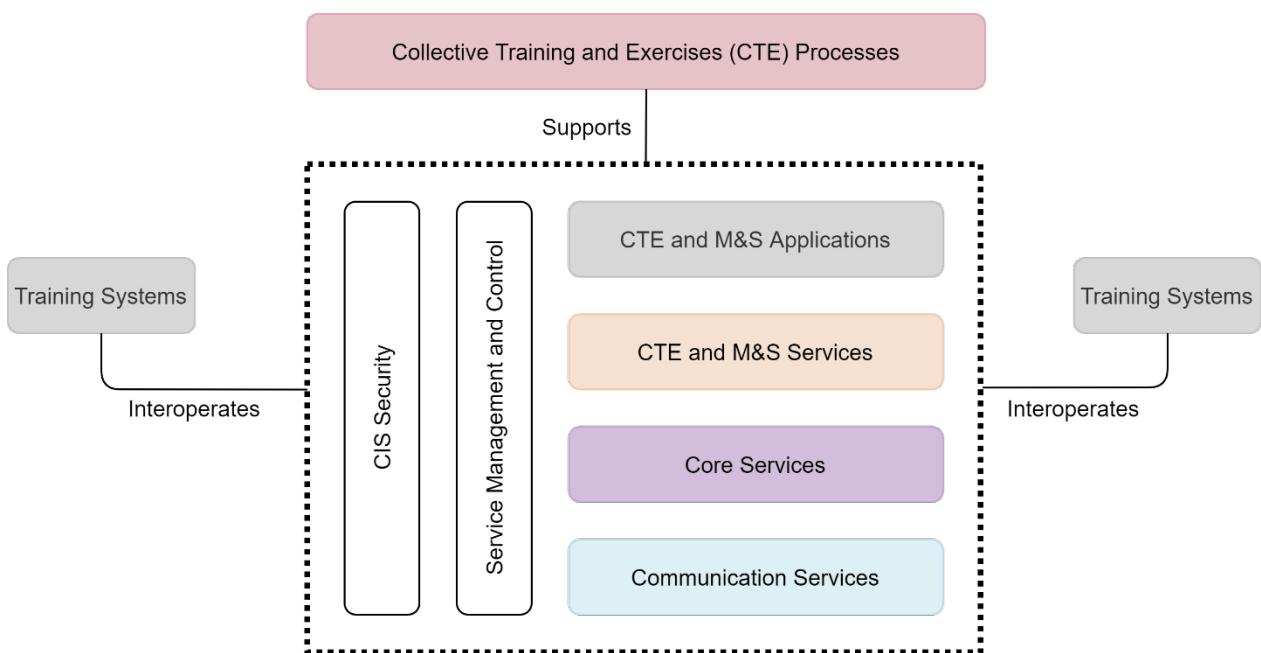 Collective Training and Exercises (CTE) Processes
Supports
CIS Security
Service Management and Control
CTE and M&S Applications
Training Systems
Training Systems
CTE and M&S Services
Interoperates
Interoperates
Core Services
Communication Services